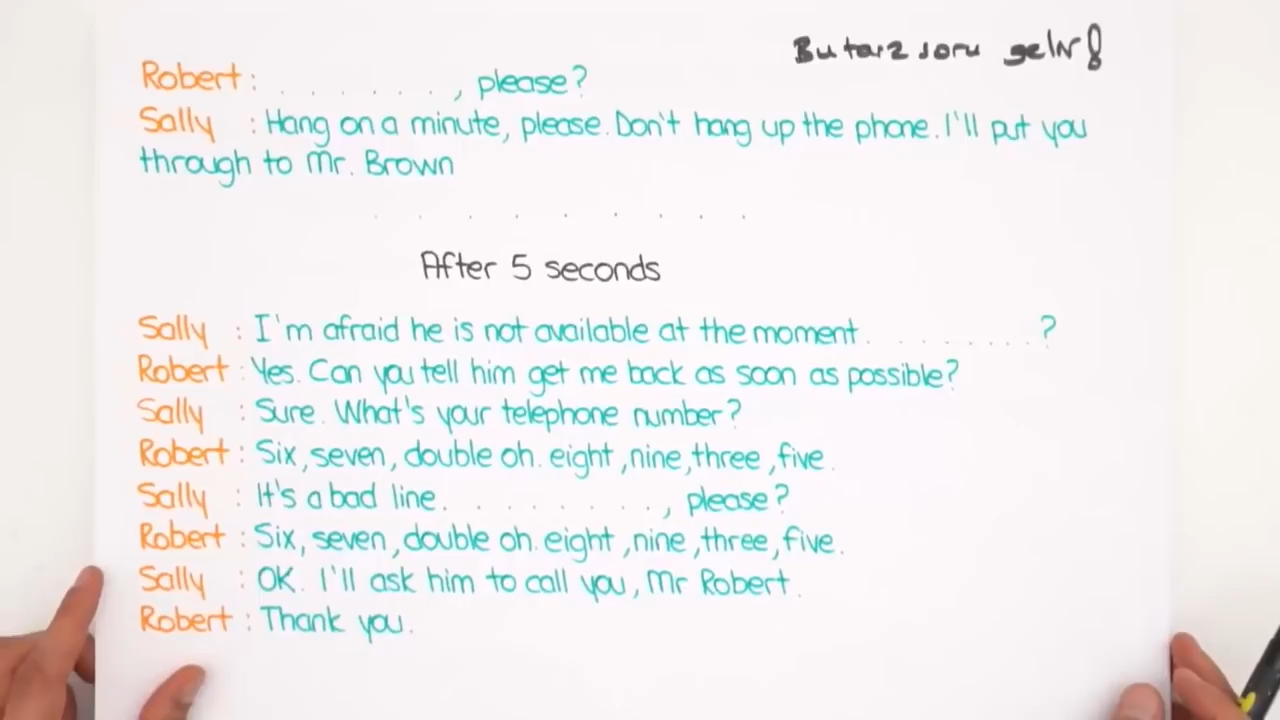 Bu tarz soru gelir!
Robert: . . . . . . ., please?
Sally : Hang on a minute, please. Don't hang up the phone. I'll put you
through to Mr. Brown
. . . . . . . . .
After 5 seconds
Sally : I'm afraid he is not available at the moment . . . . . . . . ?
Robert : Yes. Can you tell him get me back as soon as possible?
Sally : Sure. What's your telephone number?
Robert : Six, seven, double oh. eight, nine, three, five.
Sally : It's a bad line. . . . . . . . ., please?
Robert : Six, seven, double oh. eight, nine, three, five.
Sally : OK. I'll ask him to call you, Mr Robert.
Robert : Thank you.